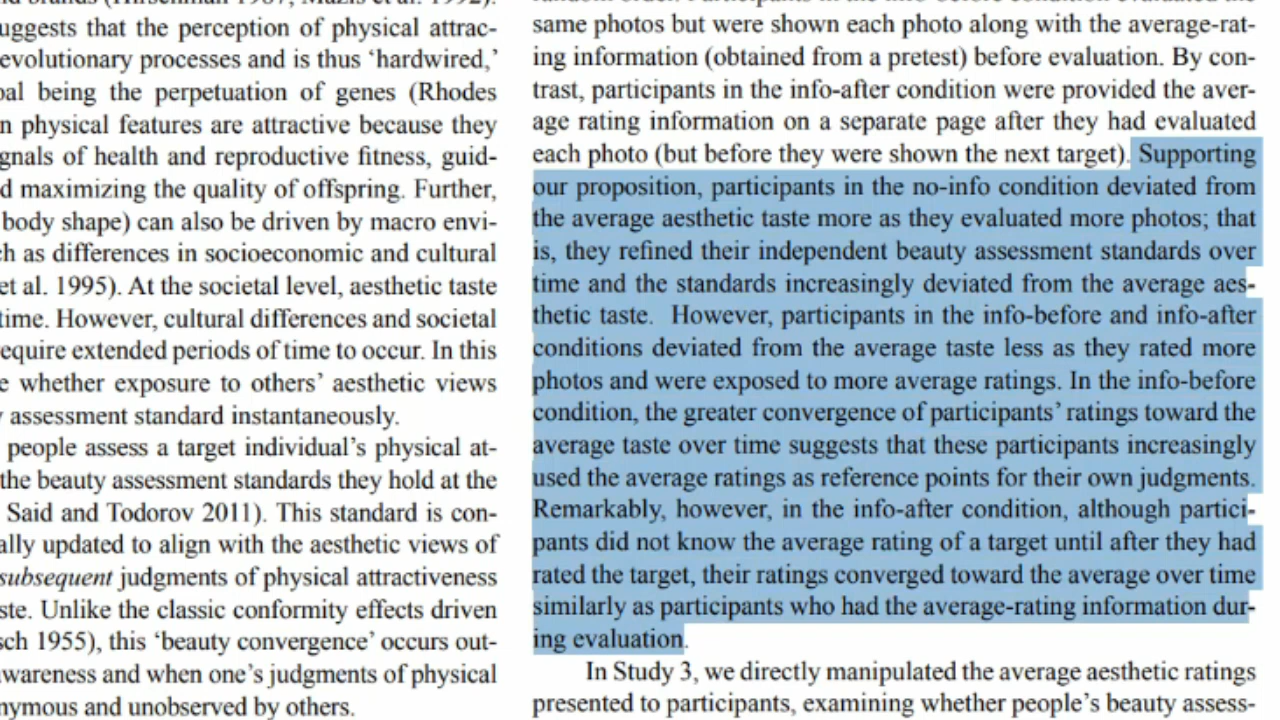 nd brands (Hirschman 1987; Mazis et al. 1992).
uggests that the perception of physical attrac-
evolutionary processes and is thus ‘hardwired,’
oal being the perpetuation of genes (Rhodes
n physical features are attractive because they
gnals of health and reproductive fitness, guid-
d maximizing the quality of offspring. Further,
body shape) can also be driven by macro envi-
ch as differences in socioeconomic and cultural
et al. 1995). At the societal level, aesthetic taste
time. However, cultural differences and societal
equire extended periods of time to occur. In this
e whether exposure to others’ aesthetic views
y assessment standard instantaneously.
people assess a target individual’s physical at-
the beauty assessment standards they hold at the
Said and Todorov 2011). This standard is con-
ally updated to align with the aesthetic views of
subsequent judgments of physical attractiveness
ste. Unlike the classic conformity effects driven
sch 1955), this ‘beauty convergence’ occurs out-
wareness and when one’s judgments of physical
nymous and unobserved by others.
random order. Participants in the info-before condition evaluated the
same photos but were shown each photo along with the average-rat-
ing information (obtained from a pretest) before evaluation. By con-
trast, participants in the info-after condition were provided the aver-
age rating information on a separate page after they had evaluated
each photo (but before they were shown the next target). Supporting
our proposition, participants in the no-info condition deviated from
the average aesthetic taste more as they evaluated more photos; that
is, they refined their independent beauty assessment standards over
time and the standards increasingly deviated from the average aes-
thetic taste. However, participants in the info-before and info-after
conditions deviated from the average taste less as they rated more
photos and were exposed to more average ratings. In the info-before
condition, the greater convergence of participants’ ratings toward the
average taste over time suggests that these participants increasingly
used the average ratings as reference points for their own judgments.
Remarkably, however, in the info-after condition, although partici-
pants did not know the average rating of a target until after they had
rated the target, their ratings converged toward the average over time
similarly as participants who had the average-rating information dur-
ing evaluation.
In Study 3, we directly manipulated the average aesthetic ratings
presented to participants, examining whether people’s beauty assess-